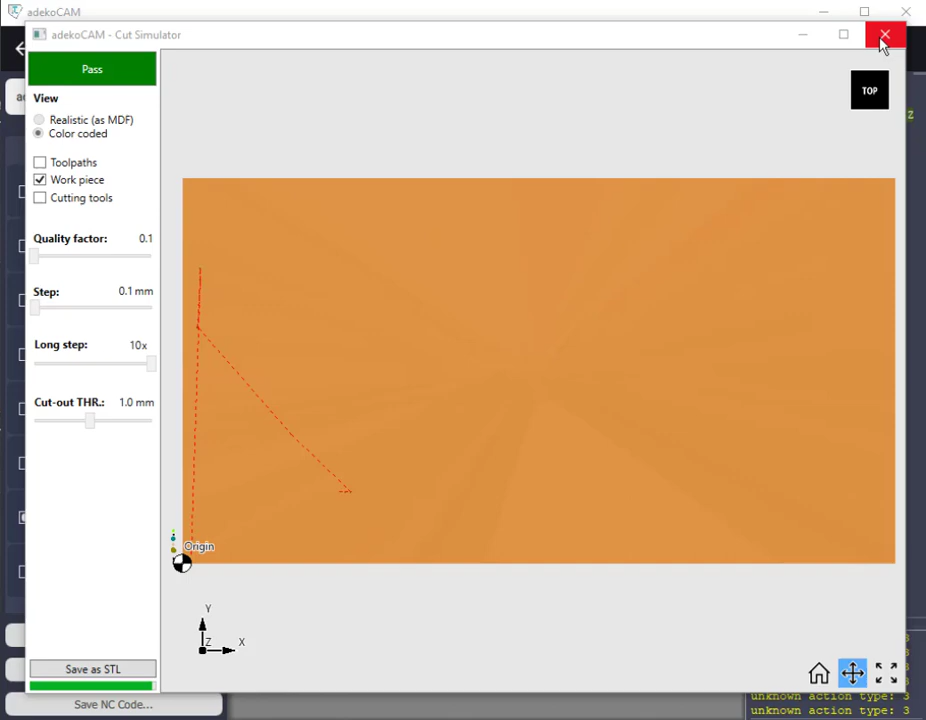 adekoCAM
adekoCAM - Cut Simulator
Pass
TOP
View
Realistic (as MDF)
Color coded
Toolpaths
Work piece
Cutting tools
Quality factor: 0.1
Step: 0.1 mm
Long step: 10x
Cut-out THR.: 1.0 mm
Origin
Y
Z X
Save as STL
Save NC Code...
unknown action type: 3
unknown action type: 3